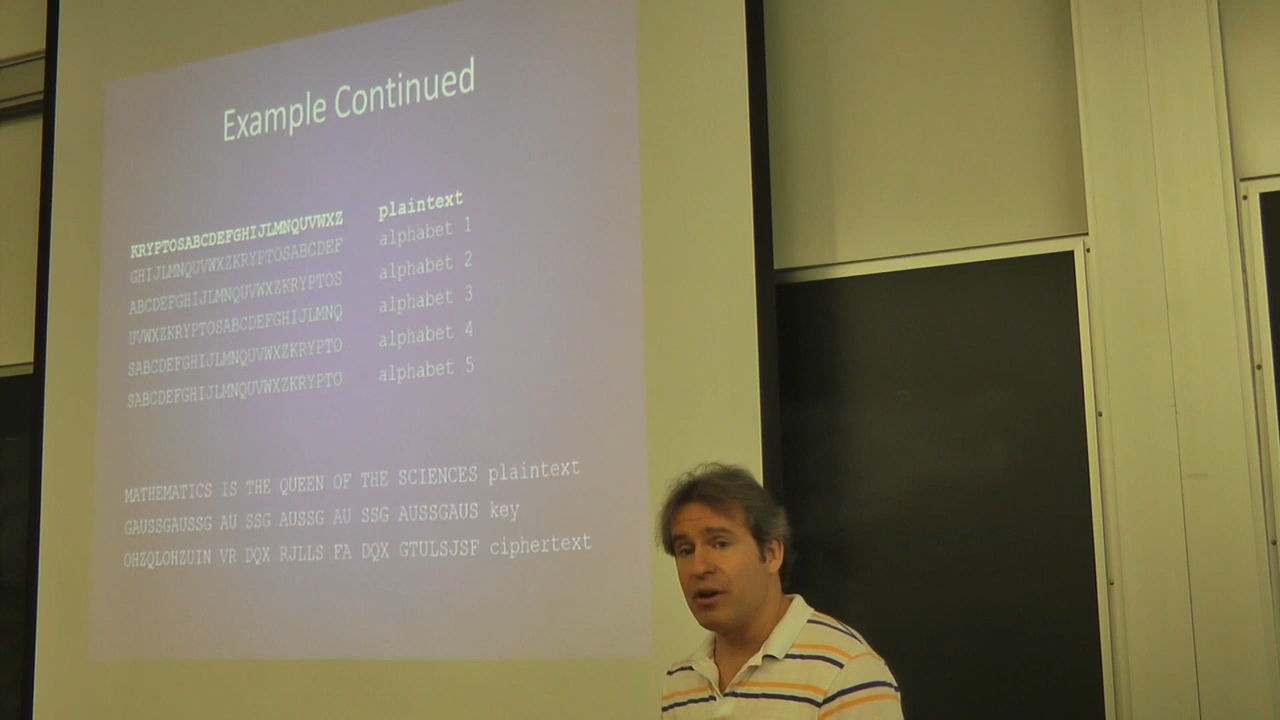 Example Continued
KRYPTOSABCDEFGHIJLMNQUVWXZ plaintext
GHIJLMNQUVWXZKRYPTOSABCDEF alphabet 1
ABCDEFGHIJLMNQUVWXZKRYPTOS alphabet 2
UVWXZKRYPTOSABCDEFGHIJLMNQ alphabet 3
SABCDEFGHIJLMNQUVWXZKRYPTO alphabet 4
SABCDEFGHIJLMNQUVWXZKRYPTO alphabet 5
MATHEMATICS IS THE QUEEN OF THE SCIENCES plaintext
GAUSSGAUSSG AU SSG AUSSG AU SSG AUSSGAUS key
OHZQLOHZUIN VR DQX RJLLS FA DQX GTULSJSF ciphertext